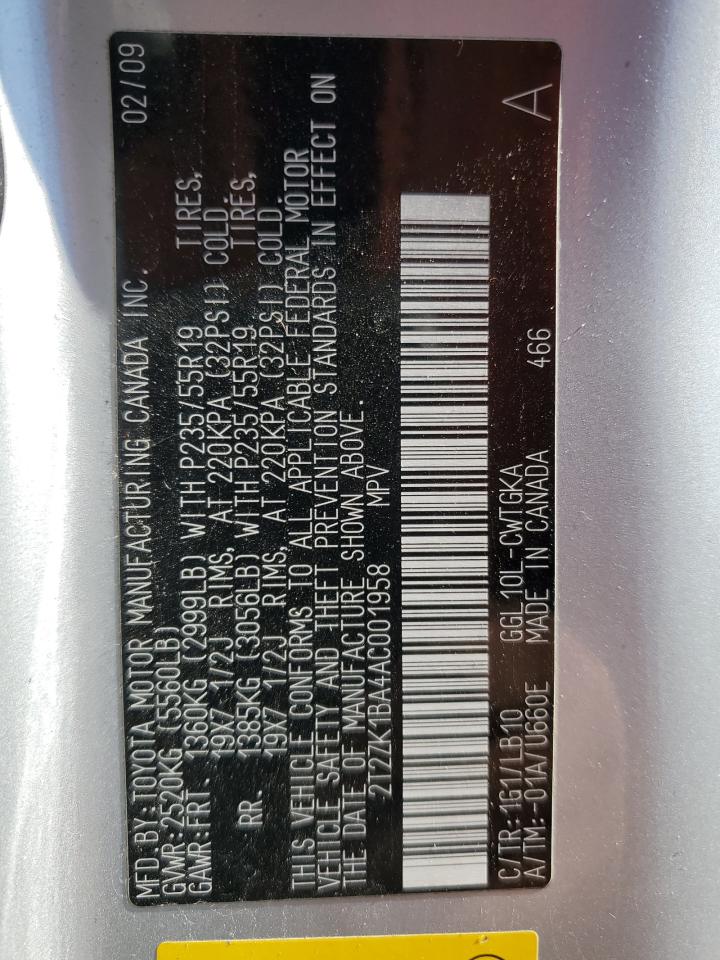 MFD.BY:TOYOTA MOTOR MANUFACTURING CANADA INC. 02/09
GVWR:2520KG (5560LB)
GAWR:FRT. 1360KG (2999LB) WITH P235/55R19 TIRES,
19X7 1/2J RIMS, AT 220KPA (32PSI) COLD.
RR. 1385KG (3056LB) WITH P235/55R19 TIRES,
19X7 1/2J RIMS, AT 220KPA (32PSI) COLD.
THIS VEHICLE CONFORMS TO ALL APPLICABLE FEDERAL MOTOR
VEHICLE SAFETY AND THEFT PREVENTION STANDARDS IN EFFECT ON
THE DATE OF MANUFACTURE SHOWN ABOVE.
2T2ZK1BA4AC001958 MPV
C/TR:1G1/LB10 GGL10L-CWTGKA A
A/TM:-01A/U660E MADE IN CANADA 466